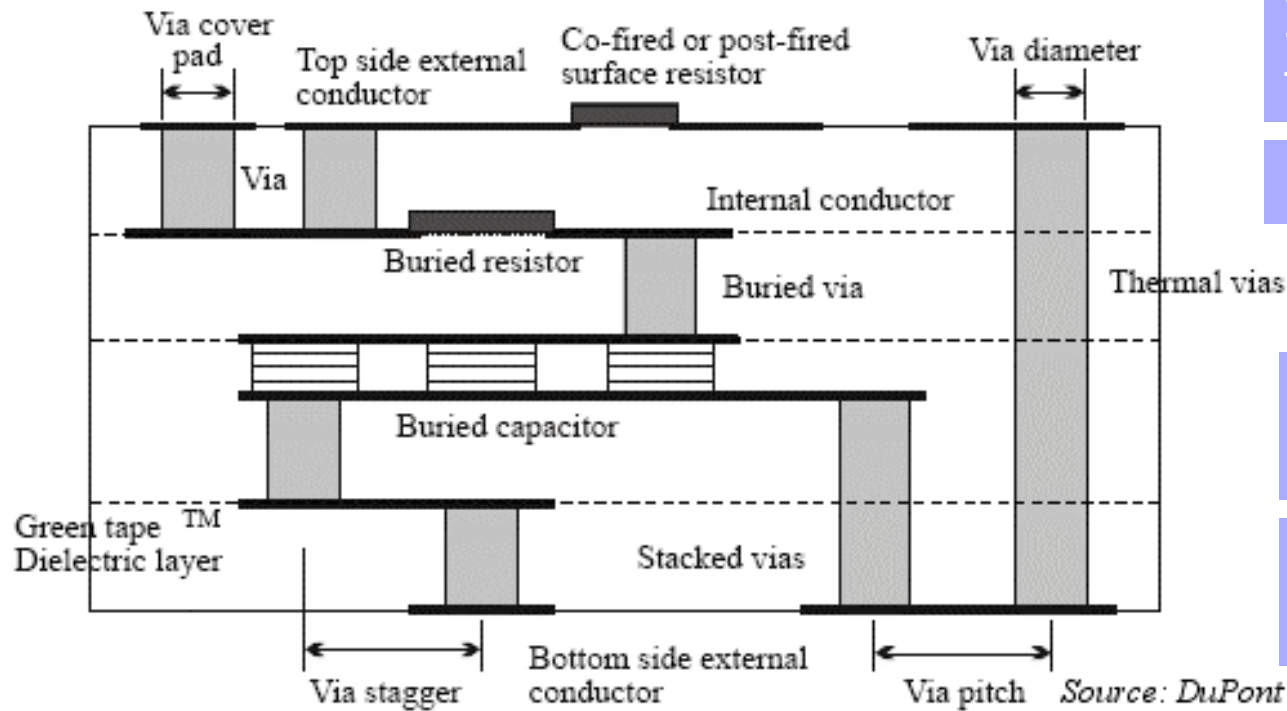 Via cover
pad
Top side external
conductor
Co-fired or post-fired
surface resistor
Via diameter
Via
Internal conductor
Buried resistor
Buried via
Thermal vias
Buried capacitor
Green tape TM
Dielectric layer
Stacked vias
Via stagger
Bottom side external
conductor
Via pitch
Source: DuPont